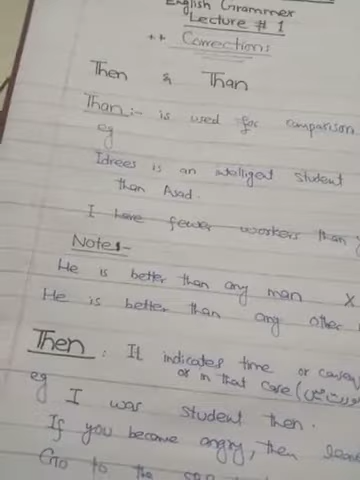 English Grammer
Lecture # 1
++ Corrections
Then & Than
Than:- is used for comparison.
eg
Idrees is an intelligent student
than Asad.
I have fewer workers than
Note:-
He is better than any man X
He is better than any other
Then: It indicates time or
or in that case (
eg I was student then.
If you become angry, then
Go to the